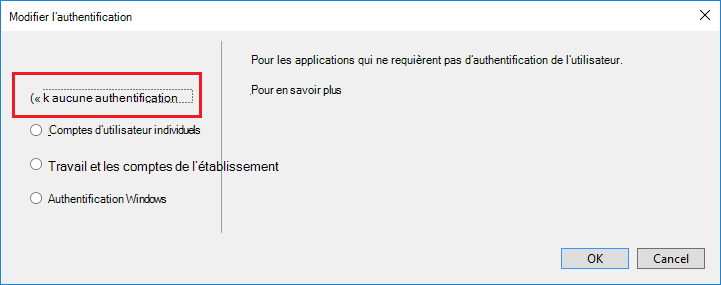 Modifier l'authentification
Pour les applications qui ne requièrent pas d'authentification de l'utilisateur.
Pour en savoir plus
(« k aucune authentification
Comptes d'utilisateur individuels
Travail et les comptes de l'établissement
Authentification Windows
OK
Cancel